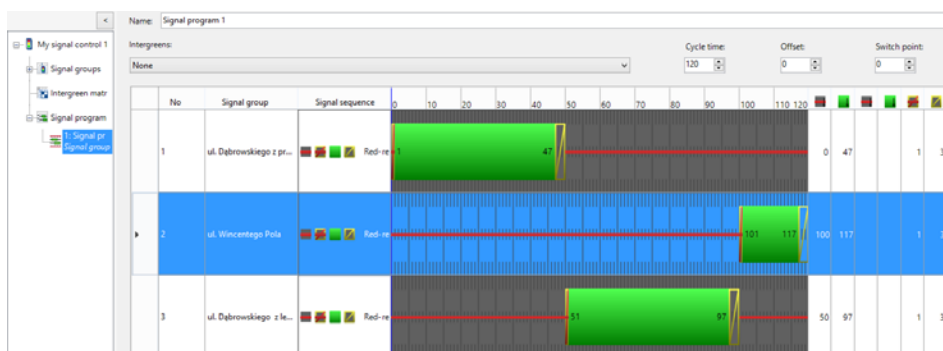 <
Name: Signal program 1
My signal control 1
Signal groups
Intergreen matr
Signal program
1: Signal pr
Signal group
Intergreens:
None
Cycle time:
120
Offset:
0
Switch point:
0
No Signal group Signal sequence 0 10 20 30 40 50 60 70 80 90 100 110 120
1 ul. Dąbrowskiego z pr... Red-re 1 47 0 47 1 3
2 ul. Wincentego Pola Red-re 101 117 100 117 1 3
3 ul. Dąbrowskiego z le... Red-re 51 97 50 97 1 3